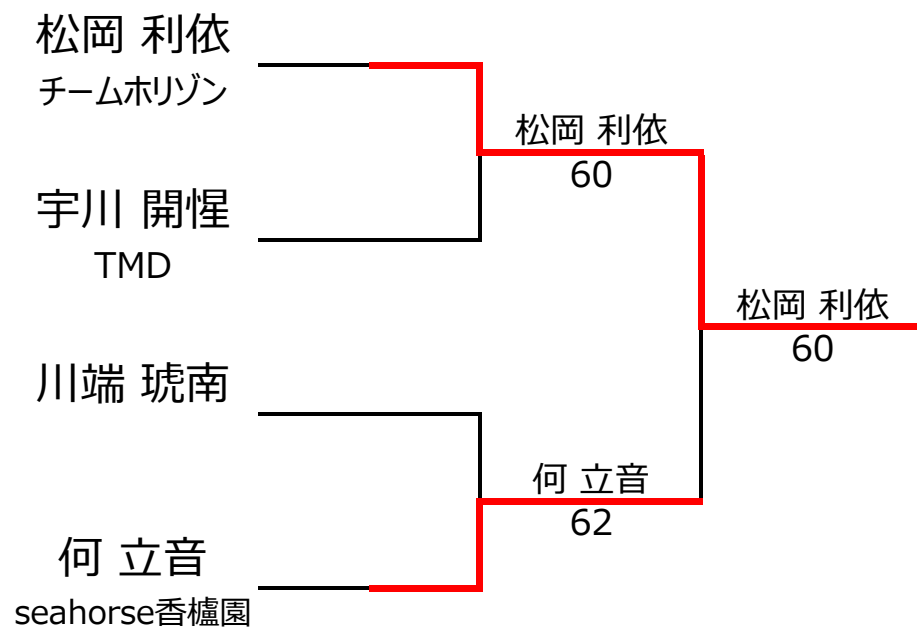 松岡 利依
チームホリゾン
松岡 利依
60
宇川 開惺
TMD
松岡 利依
60
川端 琥南
何 立音
62
何 立音
seahorse香櫨園